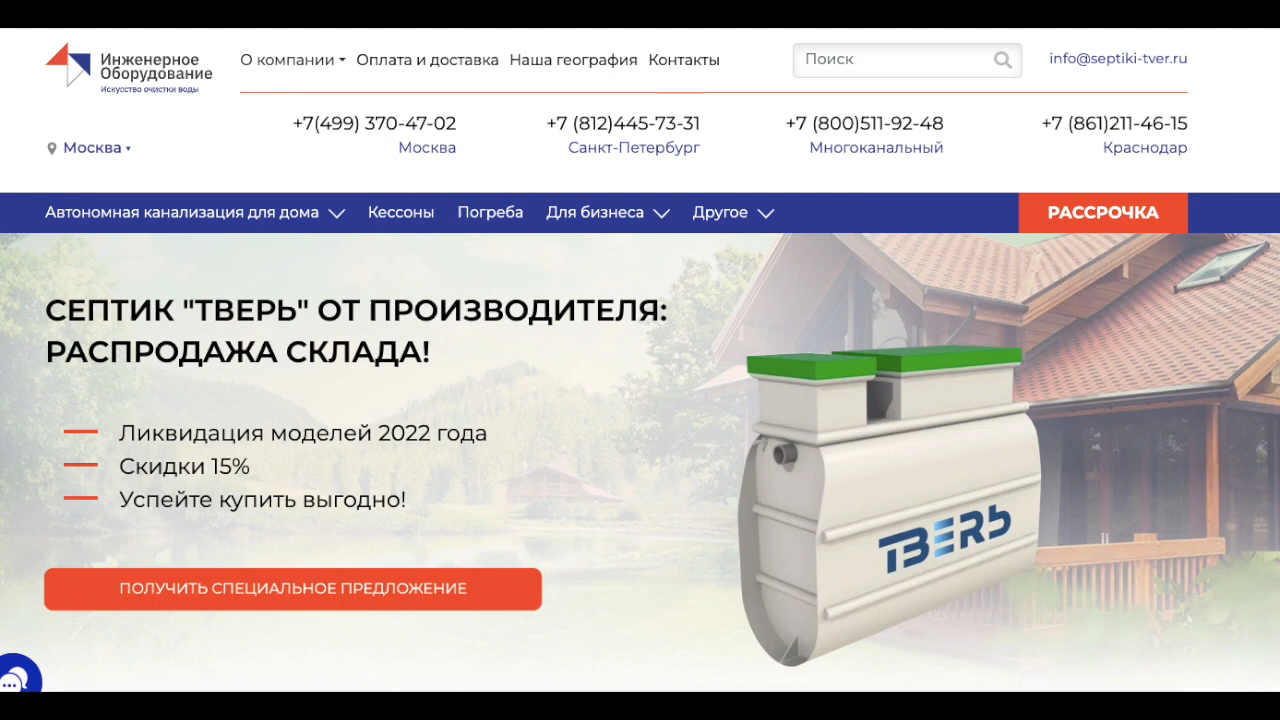 Инженерное
Оборудование
Искусство очистки воды
О компании Оплата и доставка Наша география Контакты
Поиск
info@septiki-tver.ru
Москва
+7(499) 370-47-02
Москва
+7 (812)445-73-31
Санкт-Петербург
+7 (800)511-92-48
Многоканальный
+7 (861)211-46-15
Краснодар
Автономная канализация для дома Кессоны Погреба Для бизнеса Другое РАССРОЧКА
СЕПТИК "ТВЕРЬ" ОТ ПРОИЗВОДИТЕЛЯ:
РАСПРОДАЖА СКЛАДА!
Ликвидация моделей 2022 года
Скидки 15%
Успейте купить выгодно!
ПОЛУЧИТЬ СПЕЦИАЛЬНОЕ ПРЕДЛОЖЕНИЕ
ТВЕРЬ